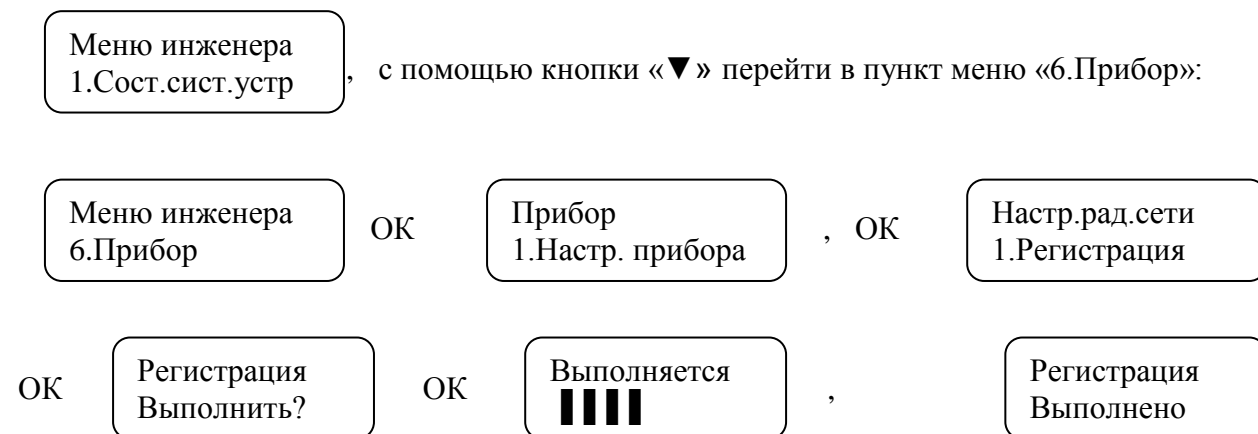 Меню инженера
1.Сост.сист.устр , с помощью кнопки «▼» перейти в пункт меню «6.Прибор»:
Меню инженера
6.Прибор
ОК
Прибор
1.Настр. прибора
, ОК
Настр.рад.сети
1.Регистрация
ОК
Регистрация
Выполнить?
ОК
Выполняется
▌▌▌▌
,
Регистрация
Выполнено